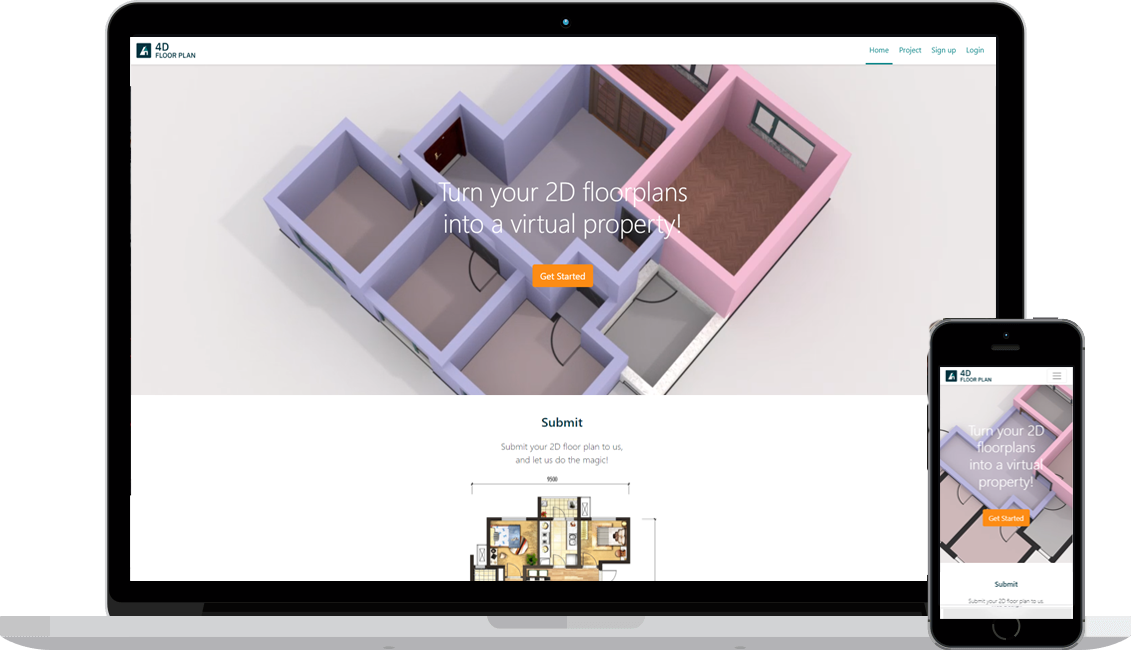 4D
FLOOR PLAN
Home Project Sign up Login
Turn your 2D floorplans
into a virtual property!
Get Started
Submit
Submit your 2D floor plan to us,
and let us do the magic!
9500
4D
FLOOR PLAN
Turn your 2D
floorplans
into a virtual
property!
Get Started
Submit
Submit your 2D floor plan to us